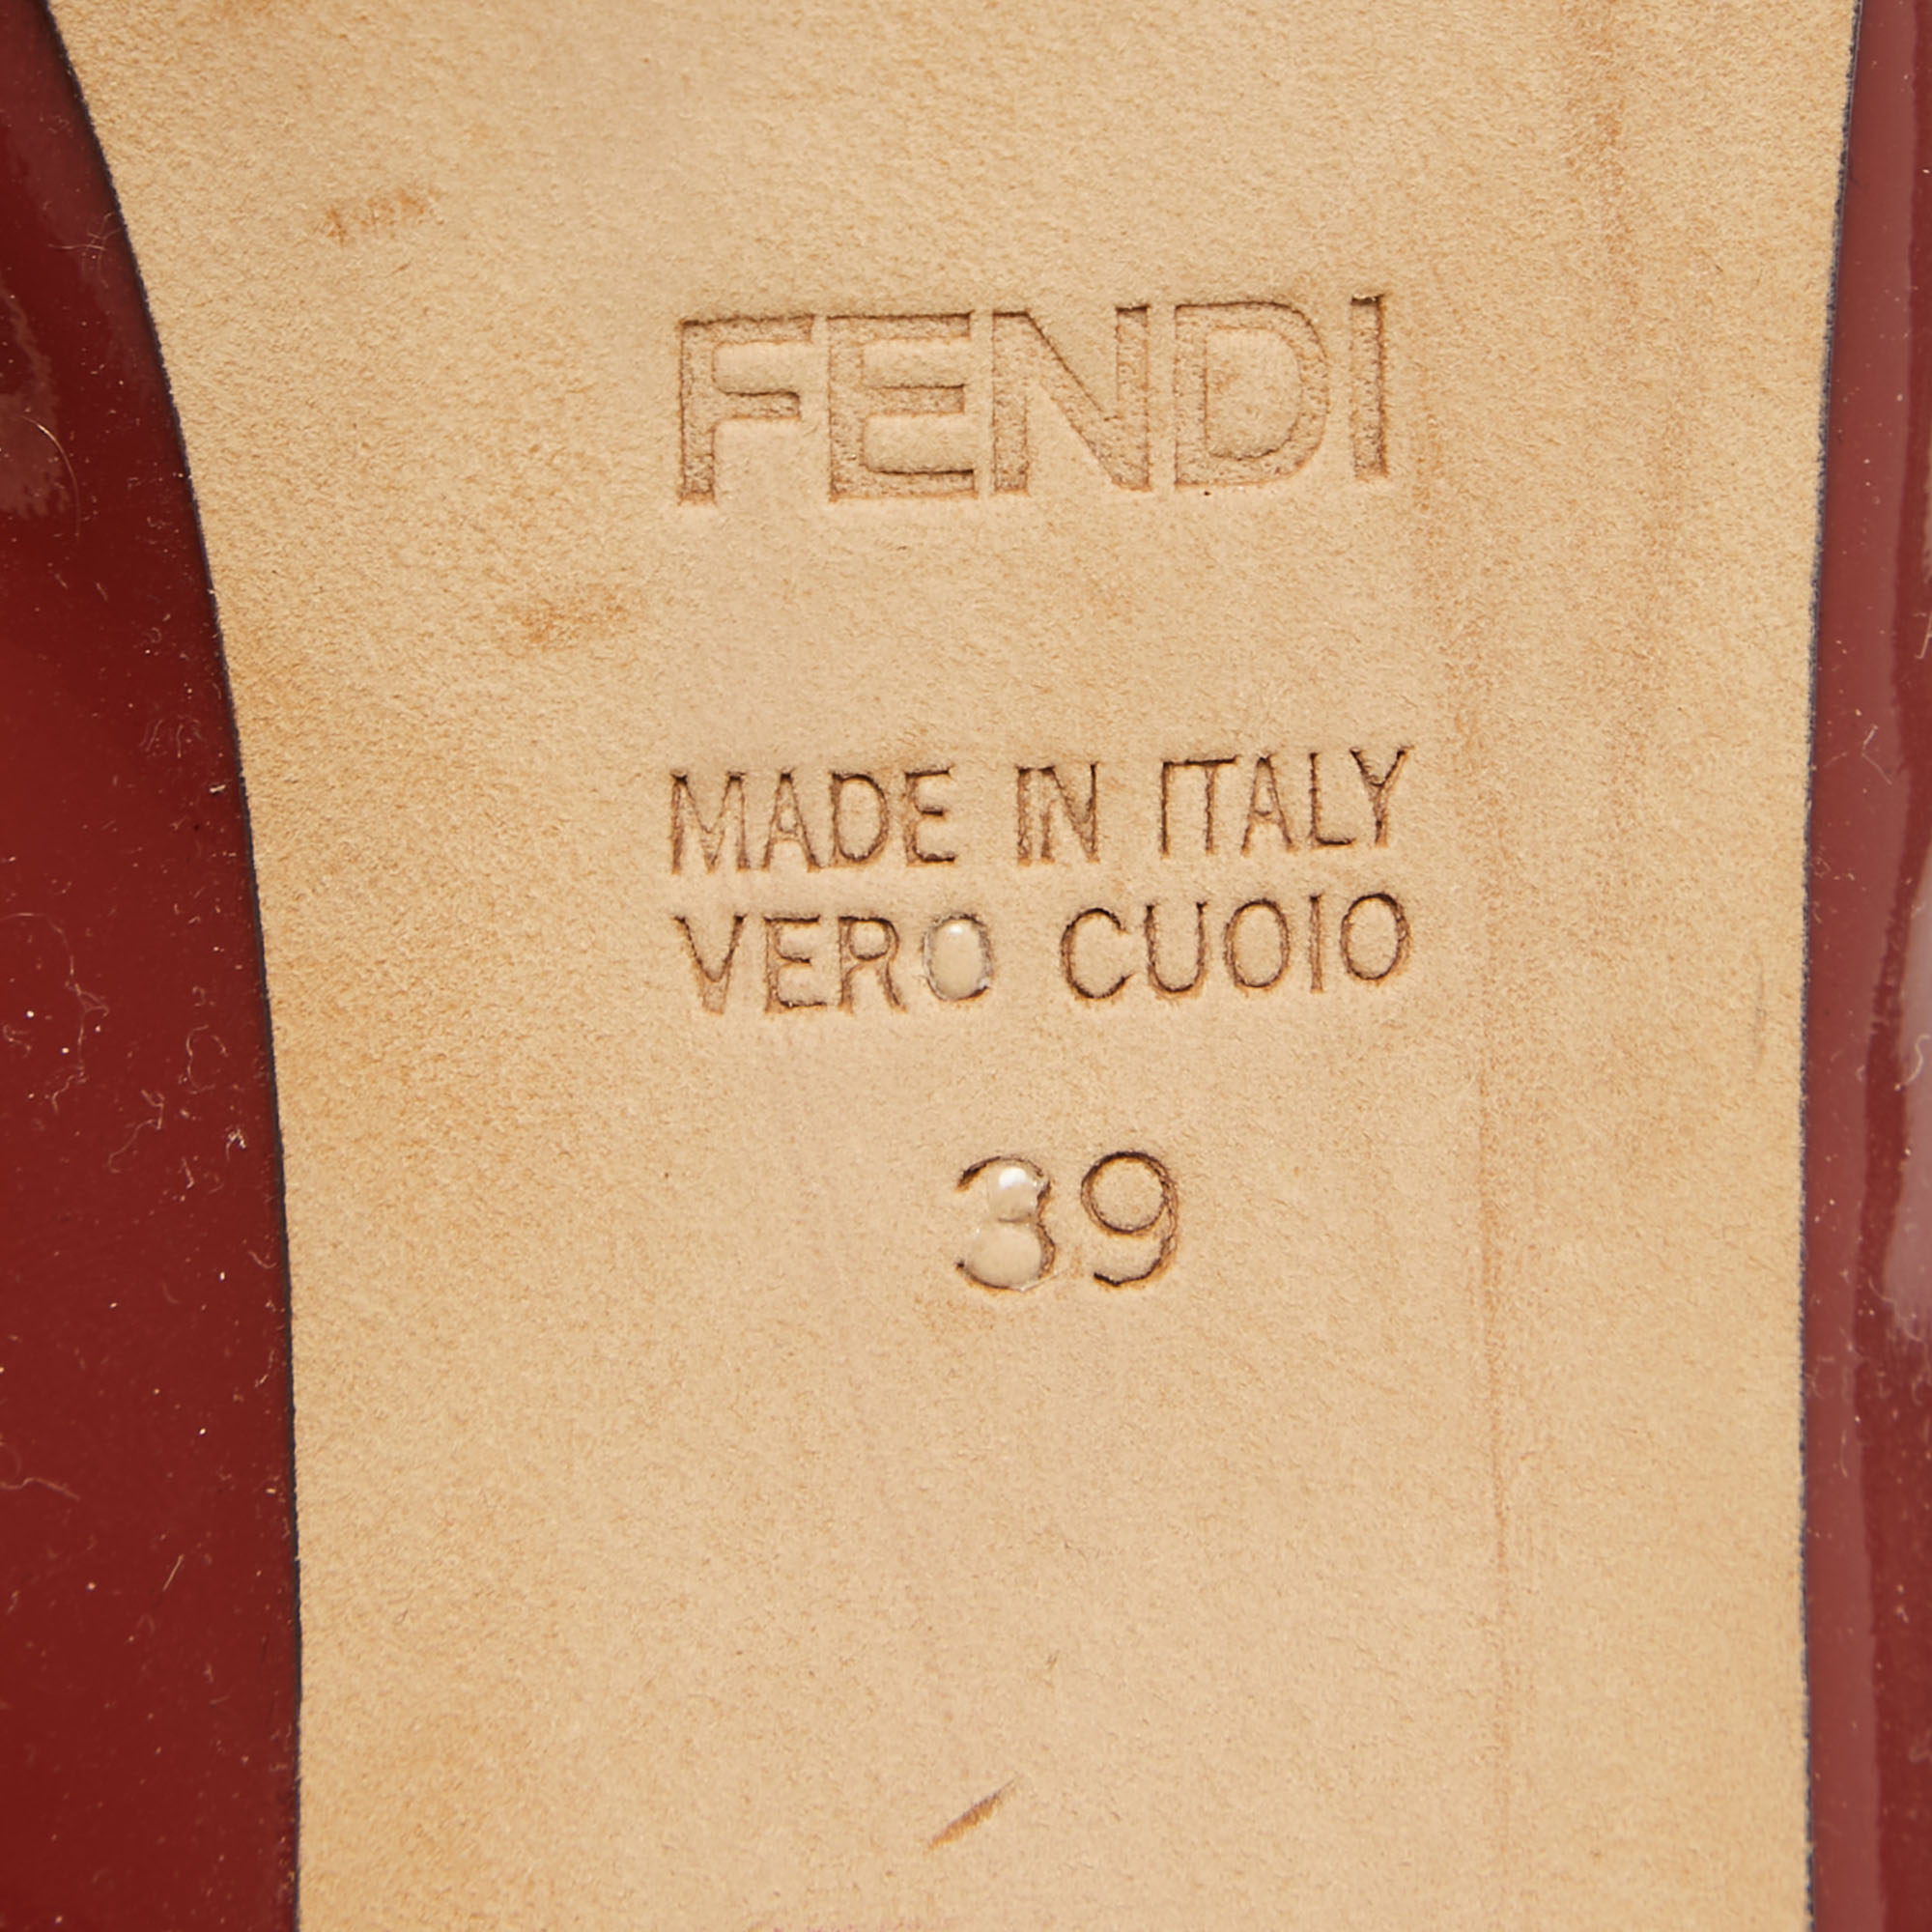 FENDI
MADE IN ITALY
VERO CUOIO
39